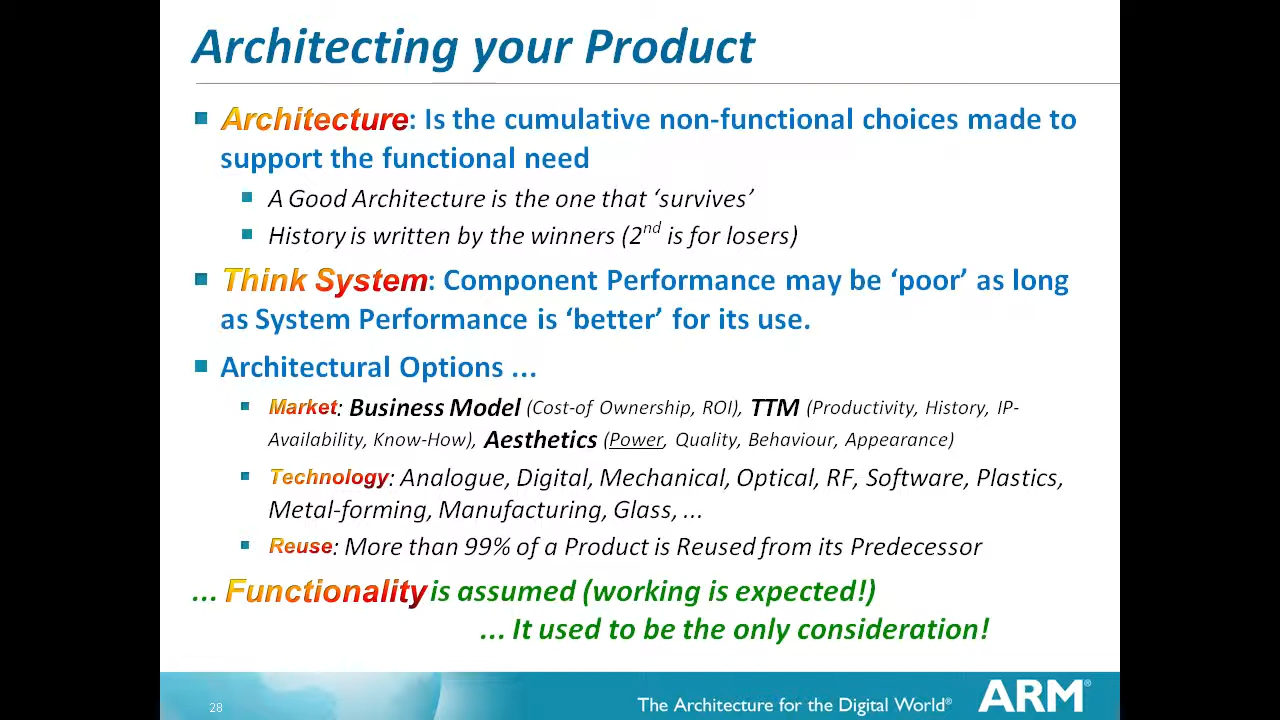 Architecting your Product
Architecture: Is the cumulative non-functional choices made to
support the functional need
A Good Architecture is the one that ‘survives’
History is written by the winners (2nd is for losers)
Think System: Component Performance may be ‘poor’ as long
as System Performance is ‘better’ for its use.
Architectural Options ...
Market: Business Model (Cost-of Ownership, ROI), TTM (Productivity, History, IP-
Availability, Know-How), Aesthetics (Power, Quality, Behaviour, Appearance)
Technology: Analogue, Digital, Mechanical, Optical, RF, Software, Plastics,
Metal-forming, Manufacturing, Glass, ...
Reuse: More than 99% of a Product is Reused from its Predecessor
... Functionality is assumed (working is expected!)
... It used to be the only consideration!
28
The Architecture for the Digital World® ARM®